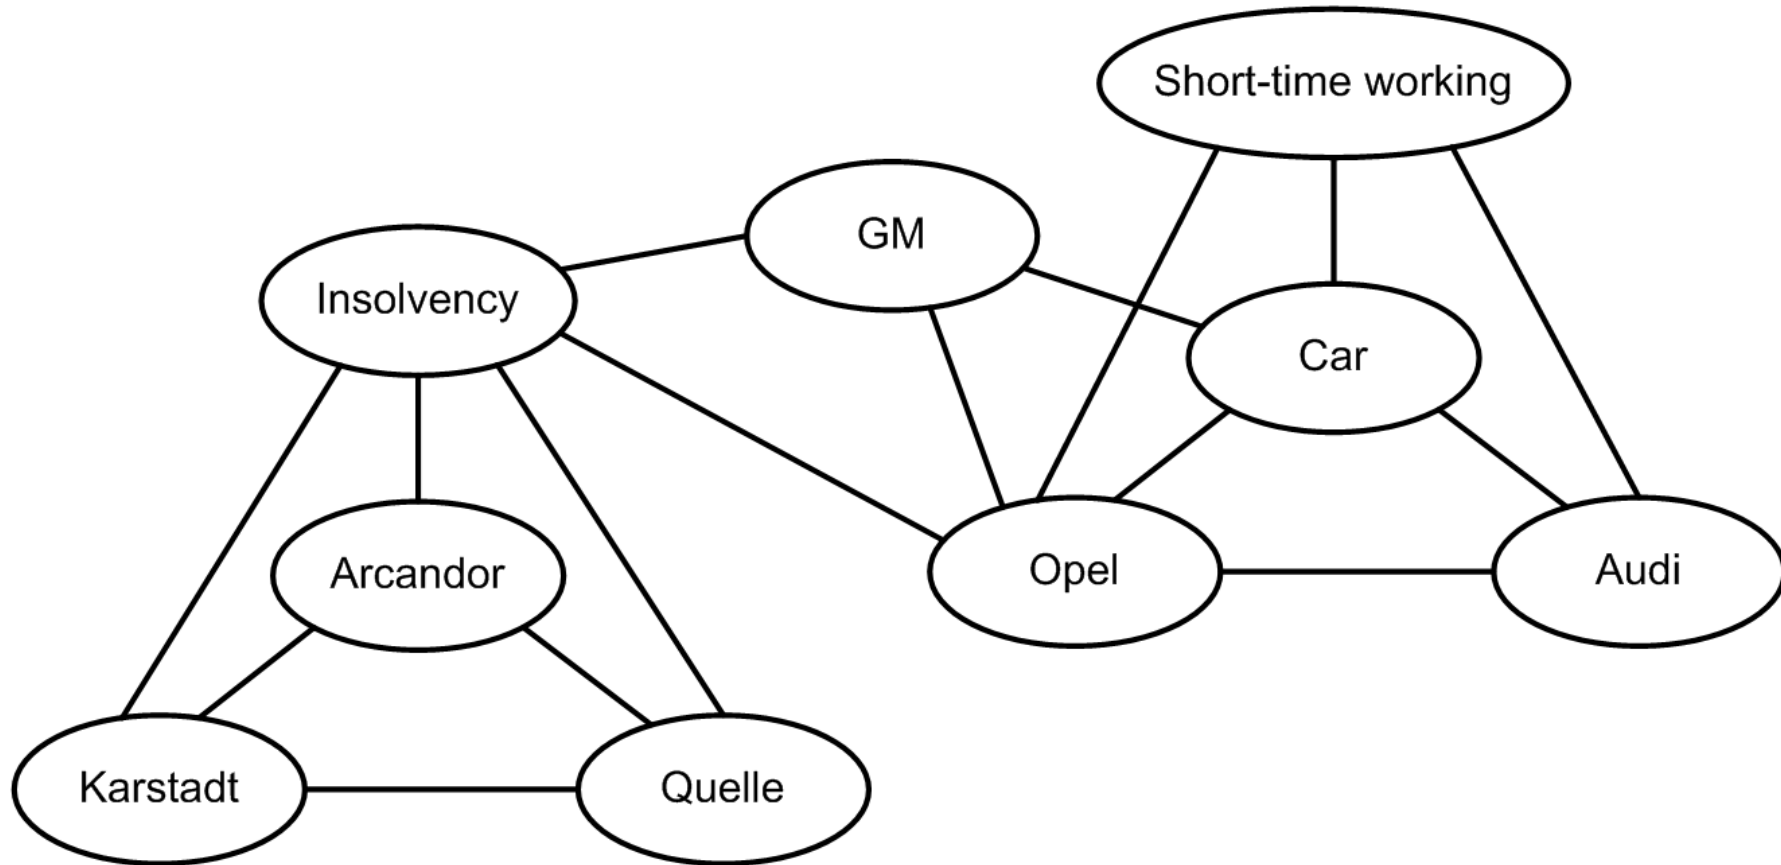 Short-time working
GM
Insolvency
Car
Arcandor
Opel
Audi
Karstadt
Quelle